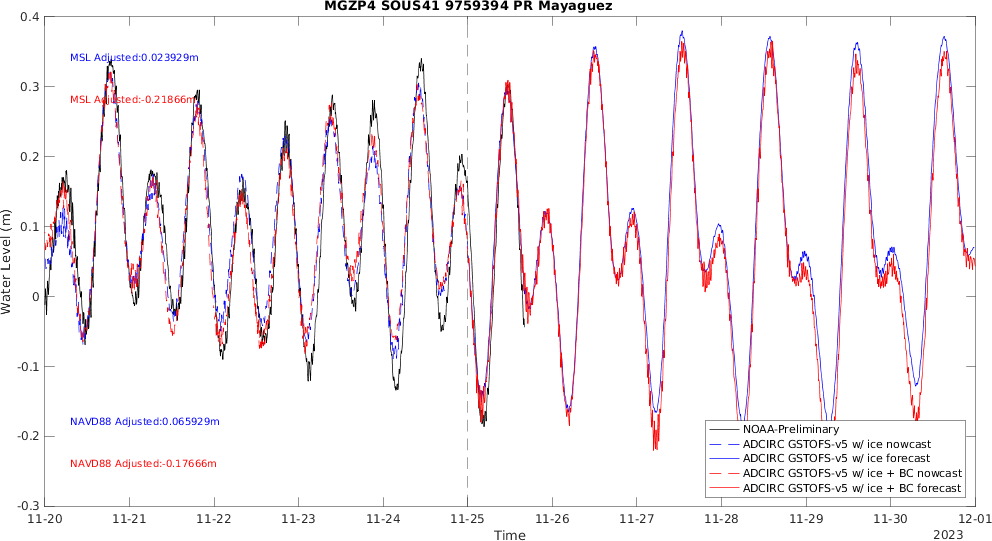 MGZP4 SOUS41 9759394 PR Mayaguez
0.4
0.3
0.2
0.1
0
-0.1
-0.2
-0.3
Water Level (m)
MSL Adjusted:0.023929m
MSL Adjusted:-0.21866m
NAVD88 Adjusted:0.065929m
NAVD88 Adjusted:-0.17666m
NOAA-Preliminary
ADCIRC GSTOFS-v5 w/ ice nowcast
ADCIRC GSTOFS-v5 w/ ice forecast
ADCIRC GSTOFS-v5 w/ ice + BC nowcast
ADCIRC GSTOFS-v5 w/ ice + BC forecast
11-20 11-21 11-22 11-23 11-24 11-25 11-26 11-27 11-28 11-29 11-30 12-01
Time
2023